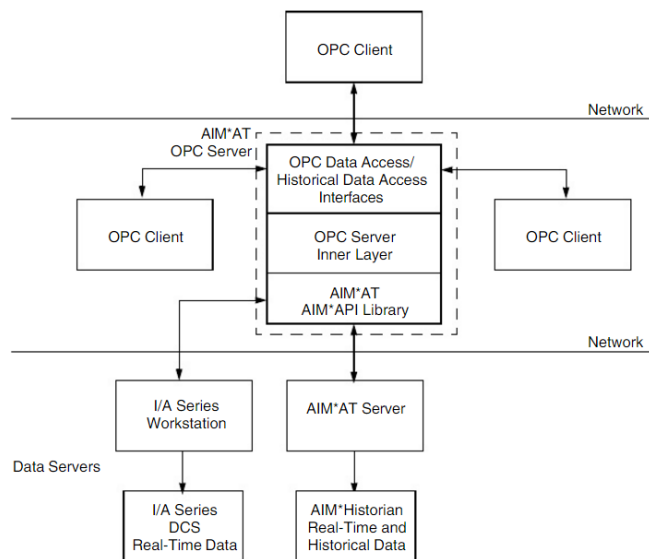 OPC Client
Network
AIM*AT
OPC Server
OPC Data Access/
Historical Data Access
Interfaces
OPC Client
OPC Server
Inner Layer
OPC Client
AIM*AT
AIM*API Library
Network
I/A Series
Workstation
AIM*AT Server
Data Servers
I/A Series
DCS
Real-Time Data
AIM*Historian
Real-Time and
Historical Data